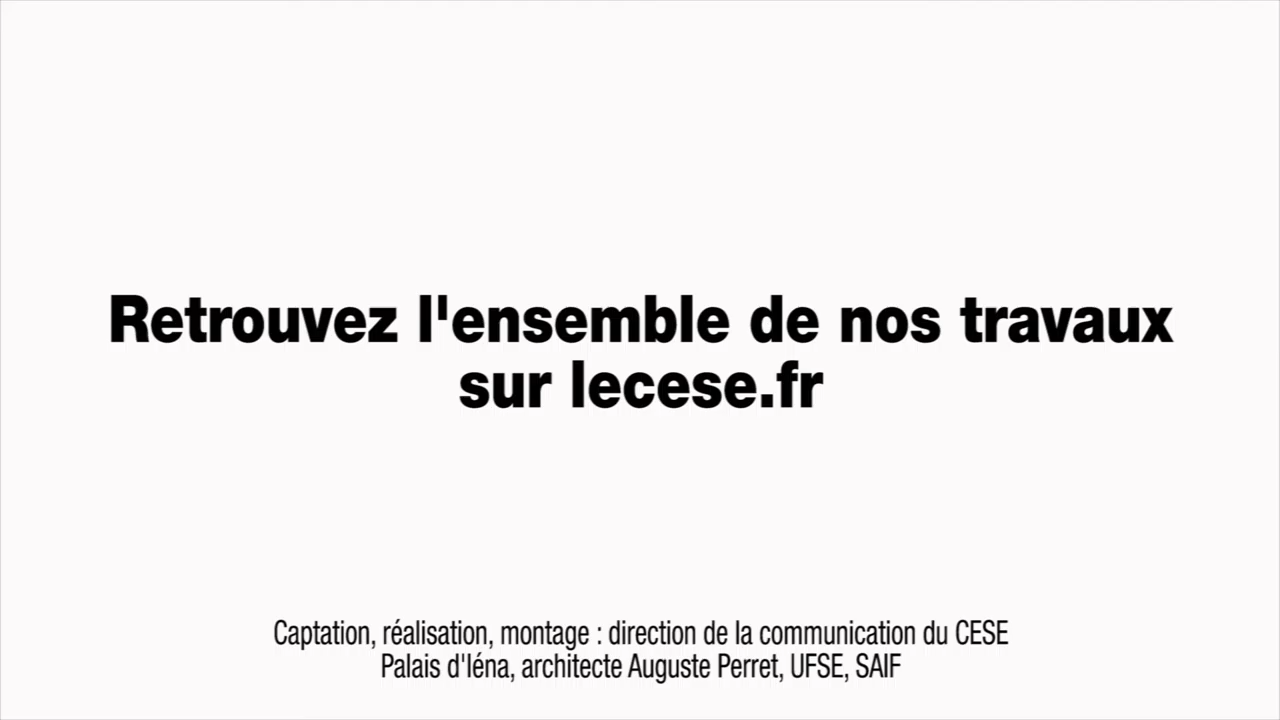 Retrouvez l'ensemble de nos travaux
sur lecese.fr
Captation, réalisation, montage : direction de la communication du CESE
Palais d'Iéna, architecte Auguste Perret, UFSE, SAIF